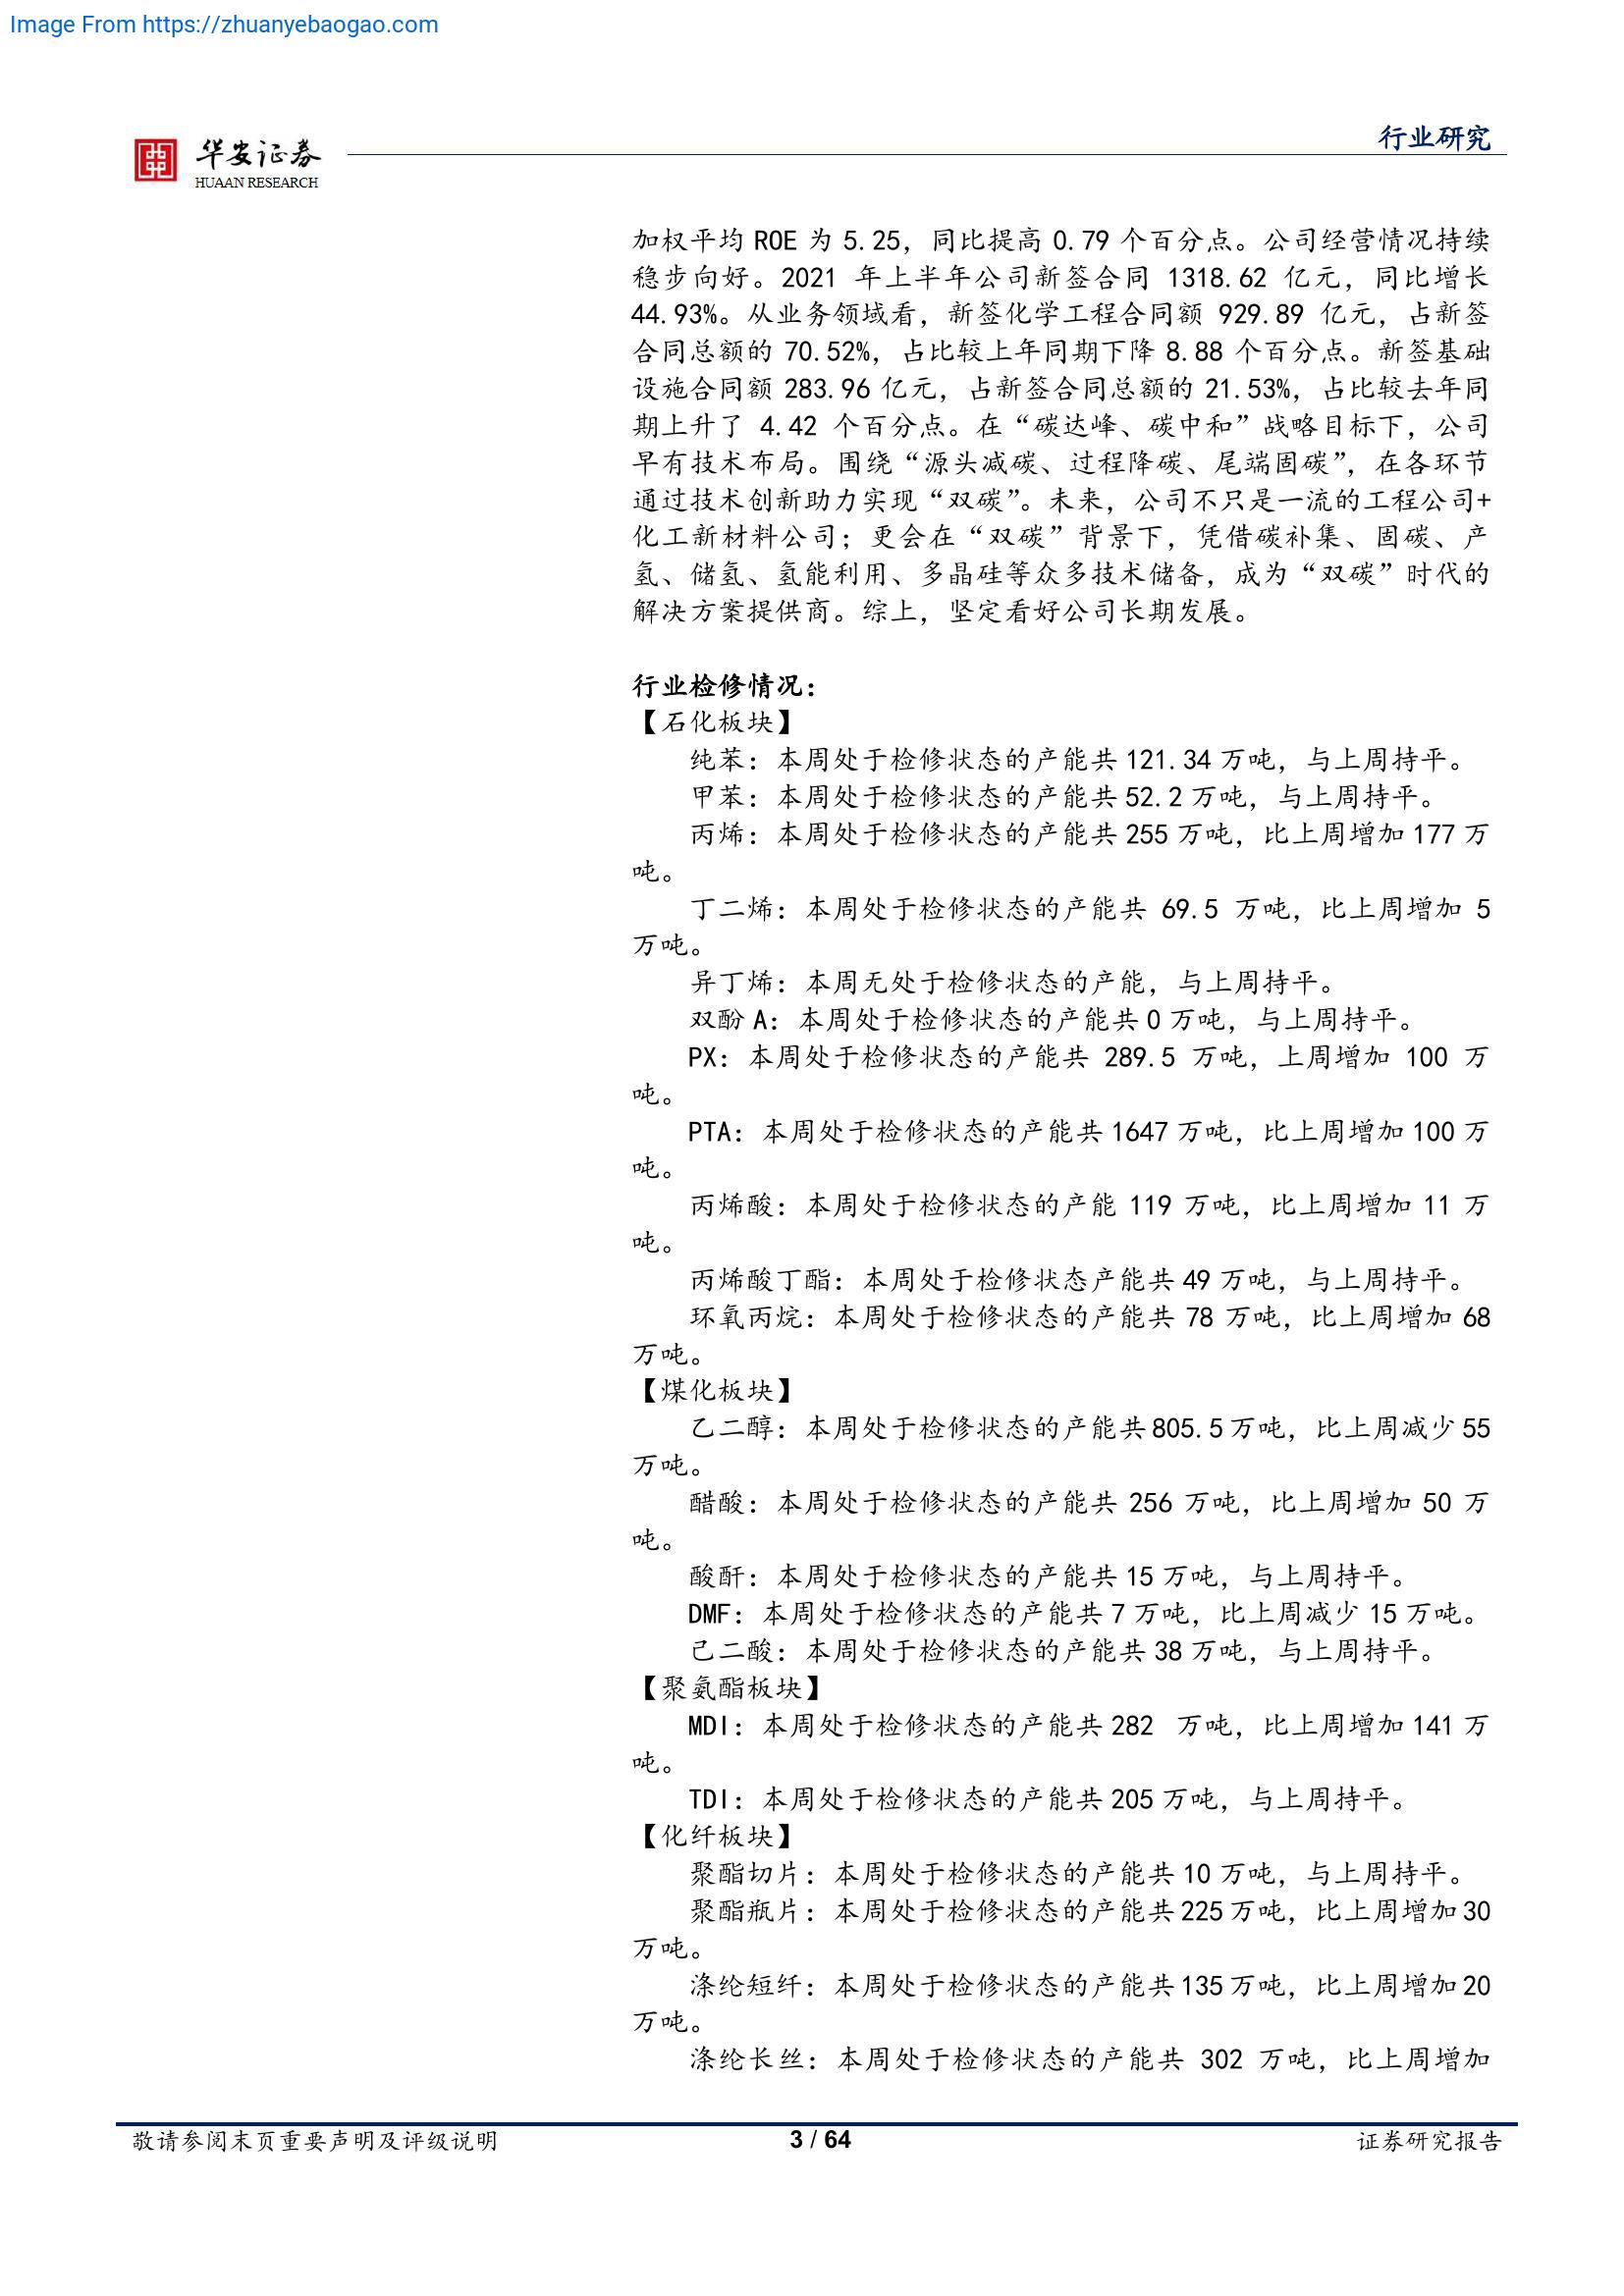 Image From https://zhuanyebaogao.com
华安证券
HUAAN RESEARCH
行业研究
加权平均 ROE 为 5.25，同比提高 0.79 个百分点。公司经营情况持续
稳步向好。2021 年上半年公司新签合同 1318.62 亿元，同比增长
44.93%。从业务领域看，新签化学工程合同额 929.89 亿元，占新签
合同总额的 70.52%，占比较上年同期下降 8.88 个百分点。新签基础
设施合同额 283.96 亿元，占新签合同总额的 21.53%，占比较去年同
期上升了 4.42 个百分点。在“碳达峰、碳中和”战略目标下，公司
早有技术布局。围绕“源头减碳、过程降碳、尾端固碳”，在各环节
通过技术创新助力实现“双碳”。未来，公司不只是一流的工程公司+
化工新材料公司；更会在“双碳”背景下，凭借碳补集、固碳、产
氢、储氢、氢能利用、多晶硅等众多技术储备，成为“双碳”时代的
解决方案提供商。综上，坚定看好公司长期发展。
行业检修情况：
【石化板块】
纯苯：本周处于检修状态的产能共 121.34 万吨，与上周持平。
甲苯：本周处于检修状态的产能共 52.2 万吨，与上周持平。
丙烯：本周处于检修状态的产能共 255 万吨，比上周增加 177 万
吨。
丁二烯：本周处于检修状态的产能共 69.5 万吨，比上周增加 5
万吨。
异丁烯：本周无处于检修状态的产能，与上周持平。
双酚 A：本周处于检修状态的产能共 0 万吨，与上周持平。
PX：本周处于检修状态的产能共 289.5 万吨，上周增加 100 万
吨。
PTA：本周处于检修状态的产能共 1647 万吨，比上周增加 100 万
吨。
丙烯酸：本周处于检修状态的产能 119 万吨，比上周增加 11 万
吨。
丙烯酸丁酯：本周处于检修状态产能共 49 万吨，与上周持平。
环氧丙烷：本周处于检修状态的产能共 78 万吨，比上周增加 68
万吨。
【煤化板块】
乙二醇：本周处于检修状态的产能共 805.5 万吨，比上周减少 55
万吨。
醋酸：本周处于检修状态的产能共 256 万吨，比上周增加 50 万
吨。
酸酐：本周处于检修状态的产能共 15 万吨，与上周持平。
DMF：本周处于检修状态的产能共 7 万吨，比上周减少 15 万吨。
己二酸：本周处于检修状态的产能共 38 万吨，与上周持平。
【聚氨酯板块】
MDI：本周处于检修状态的产能共 282 万吨，比上周增加 141 万
吨。
TDI：本周处于检修状态的产能共 205 万吨，与上周持平。
【化纤板块】
聚酯切片：本周处于检修状态的产能共 10 万吨，与上周持平。
聚酯瓶片：本周处于检修状态的产能共 225 万吨，比上周增加 30
万吨。
涤纶短纤：本周处于检修状态的产能共 135 万吨，比上周增加 20
万吨。
涤纶长丝：本周处于检修状态的产能共 302 万吨，比上周增加
敬请参阅末页重要声明及评级说明
3 / 64
证券研究报告